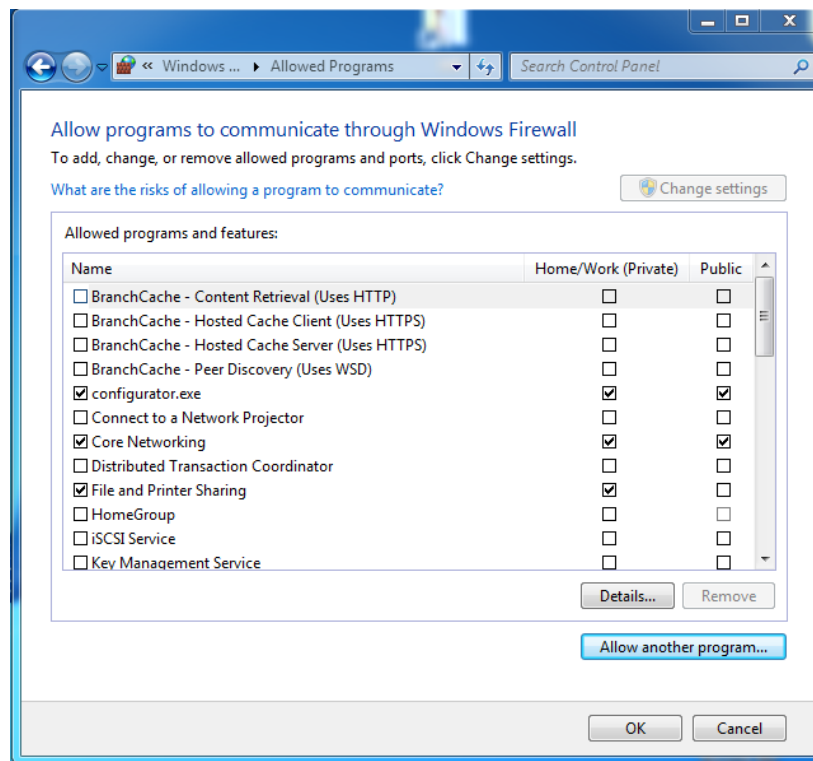 « Windows ... ▸ Allowed Programs
Search Control Panel
Allow programs to communicate through Windows Firewall
To add, change, or remove allowed programs and ports, click Change settings.
What are the risks of allowing a program to communicate?
Change settings
Allowed programs and features:
Name Home/Work (Private) Public
BranchCache - Content Retrieval (Uses HTTP)
BranchCache - Hosted Cache Client (Uses HTTPS)
BranchCache - Hosted Cache Server (Uses HTTPS)
BranchCache - Peer Discovery (Uses WSD)
configurator.exe
Connect to a Network Projector
Core Networking
Distributed Transaction Coordinator
File and Printer Sharing
HomeGroup
iSCSI Service
Key Management Service
Details... Remove
Allow another program...
OK Cancel